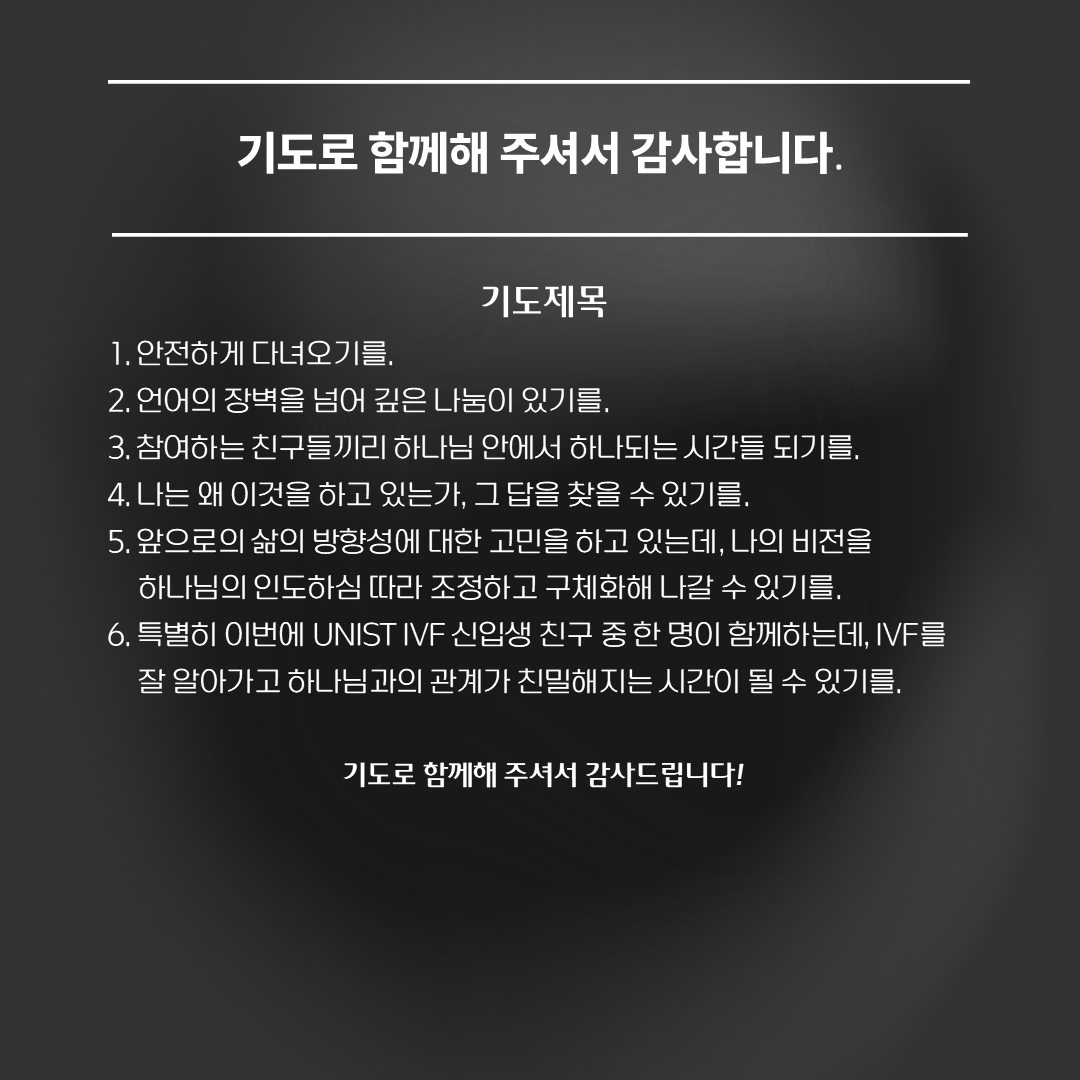 기도로 함께해 주셔서 감사합니다.
기도제목
1. 안전하게 다녀오기를.
2. 언어의 장벽을 넘어 깊은 나눔이 있기를.
3. 참여하는 친구들끼리 하나님 안에서 하나되는 시간들 되기를.
4. 나는 왜 이것을 하고 있는가, 그 답을 찾을 수 있기를.
5. 앞으로의 삶의 방향성에 대한 고민을 하고 있는데, 나의 비전을
하나님의 인도하심 따라 조정하고 구체화해 나갈 수 있기를.
6. 특별히 이번에 UNIST IVF 신입생 친구 중 한 명이 함께하는데, IVF를
잘 알아가고 하나님과의 관계가 친밀해지는 시간이 될 수 있기를.
기도로 함께해 주셔서 감사드립니다!